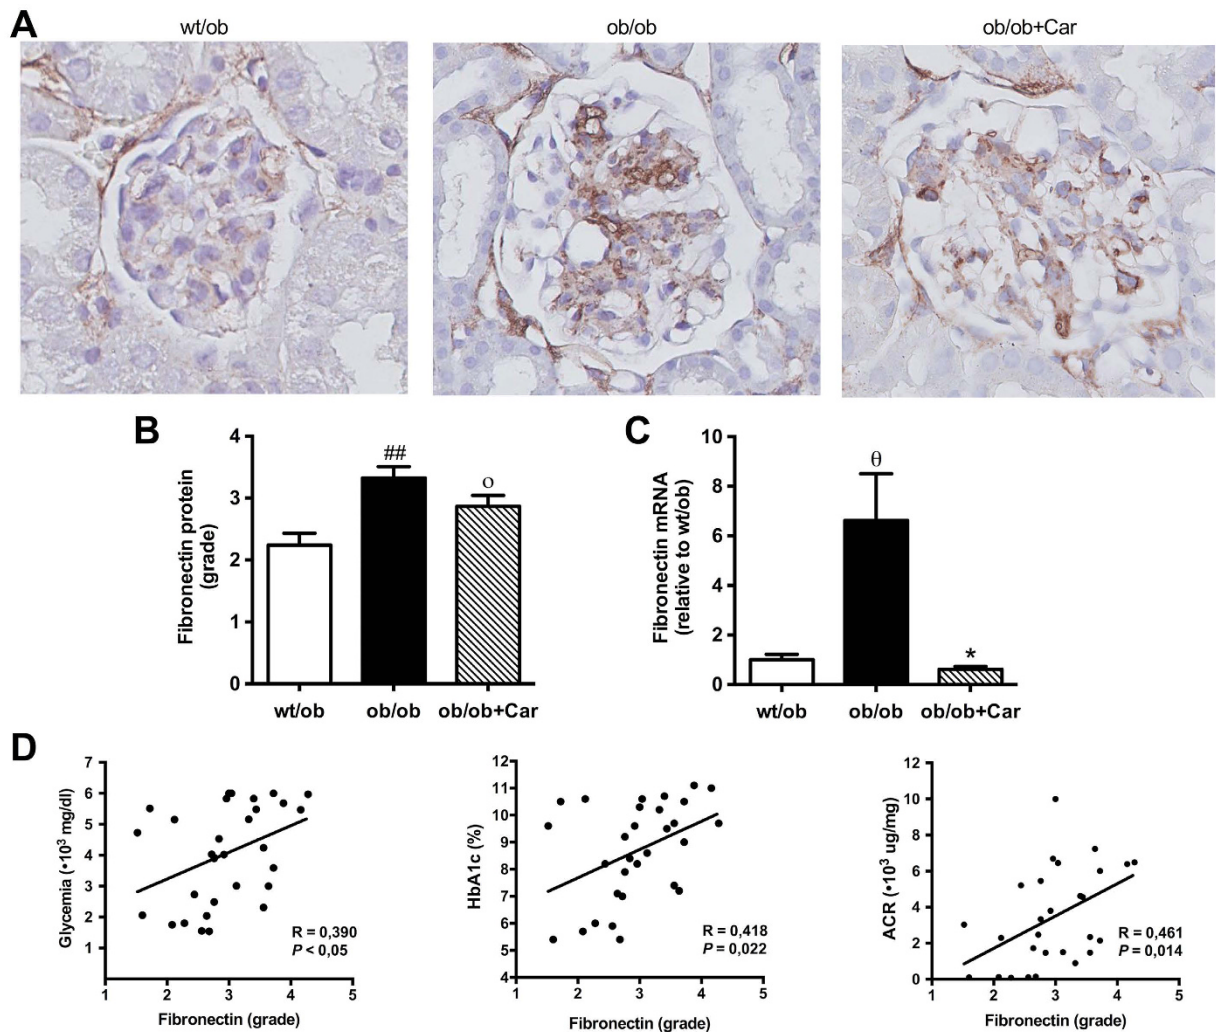 A
wt/ob
ob/ob
ob/ob+Car
B
Fibronectin protein
(grade)
4
3
2
1
0
##
o
wt/ob
ob/ob
ob/ob+Car
C
Fibronectin mRNA
(relative to wt/ob)
10
8
6
4
2
0
θ
*
wt/ob
ob/ob
ob/ob+Car
D
Glycemia (•10³ mg/dl)
7
6
5
4
3
2
1
R = 0,390
P < 0,05
1 2 3 4 5
Fibronectin (grade)
HbA1c (%)
12
11
10
9
8
7
6
5
4
R = 0,418
P = 0,022
1 2 3 4 5
Fibronectin (grade)
ACR (•10³ ug/mg)
12
10
8
6
4
2
0
R = 0,461
P = 0,014
1 2 3 4 5
Fibronectin (grade)